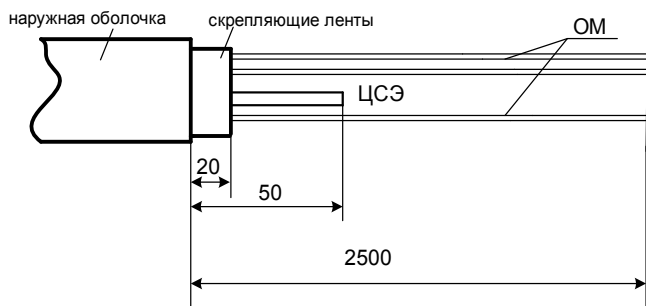 наружная оболочка
скрепляющие ленты
ОМ
ЦСЭ
20
50
2500